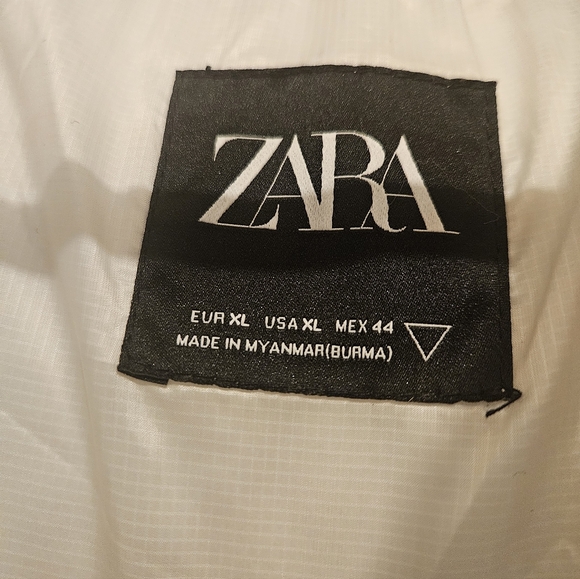 ZARA
EUR XL USA XL MEX 44
MADE IN MYANMAR(BURMA)